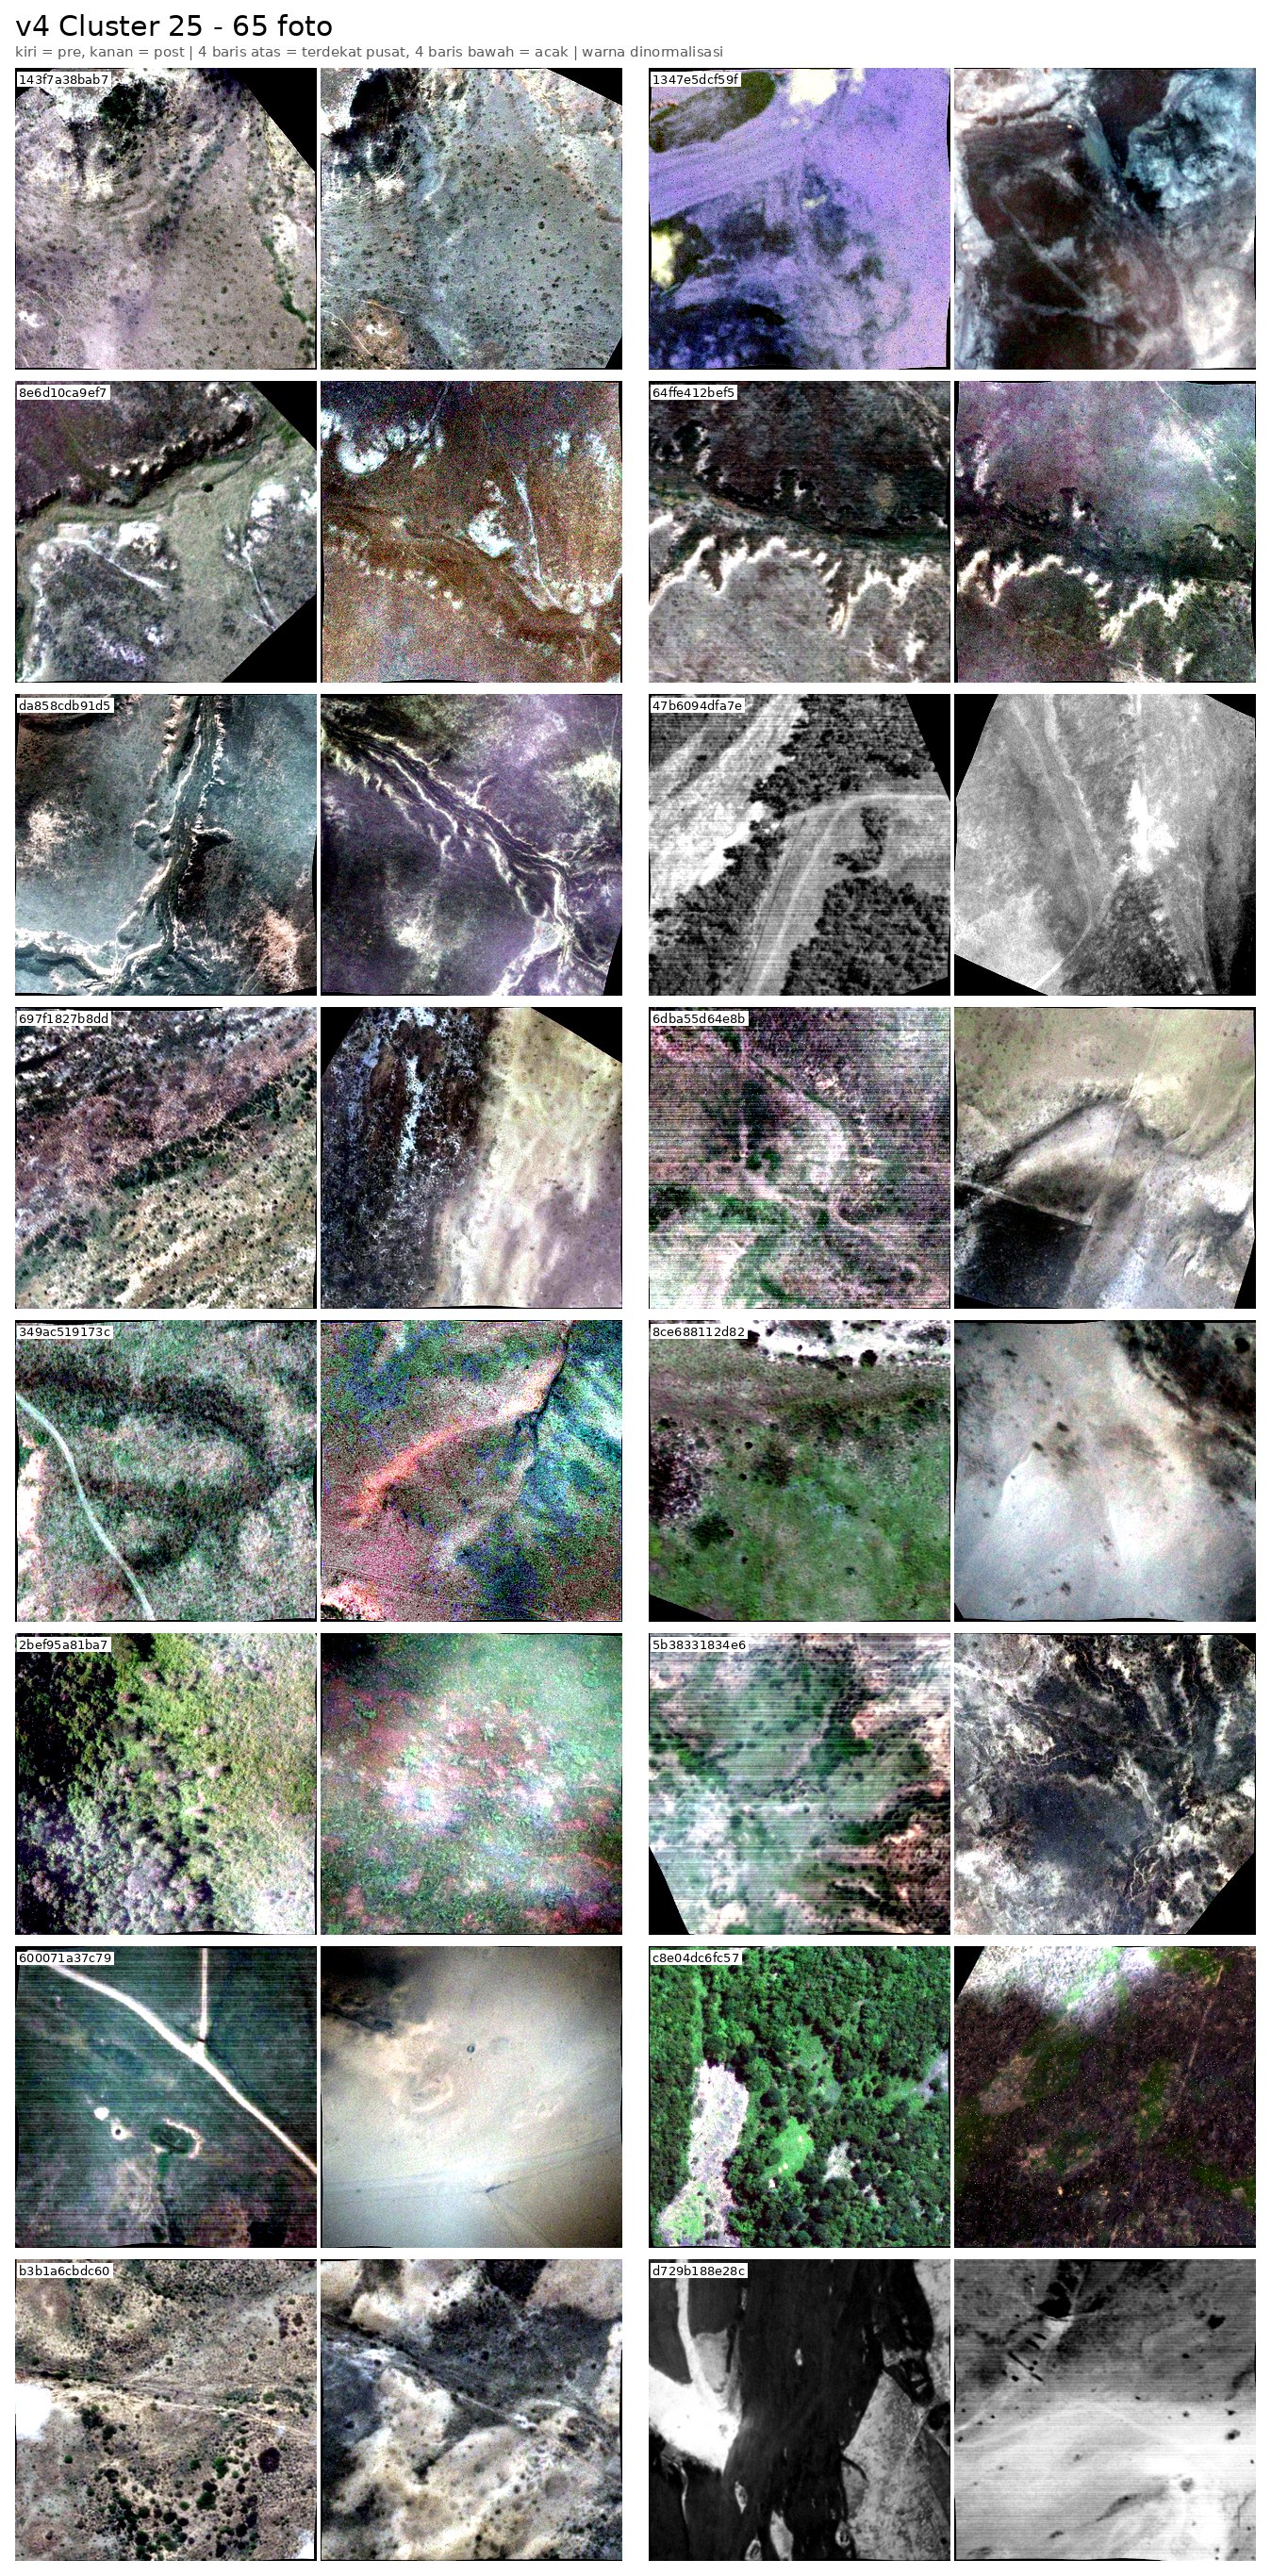 v4 Cluster 25 - 65 foto
kiri = pre, kanan = post | 4 baris atas = terdekat pusat, 4 baris bawah = acak | warna dinormalisasi
143f7a38bab7
1347e5dcf59f
8e6d10ca9ef7
64ffe412bef5
da858cdb91d5
47b6094dfa7e
697f1827b8dd
6dba55d64e8b
349ac519173c
8ce688112d82
2bef95a81ba7
5b38331834e6
600071a37c79
c8e04dc6fc57
b3b1a6cbdc60
d729b188e28c